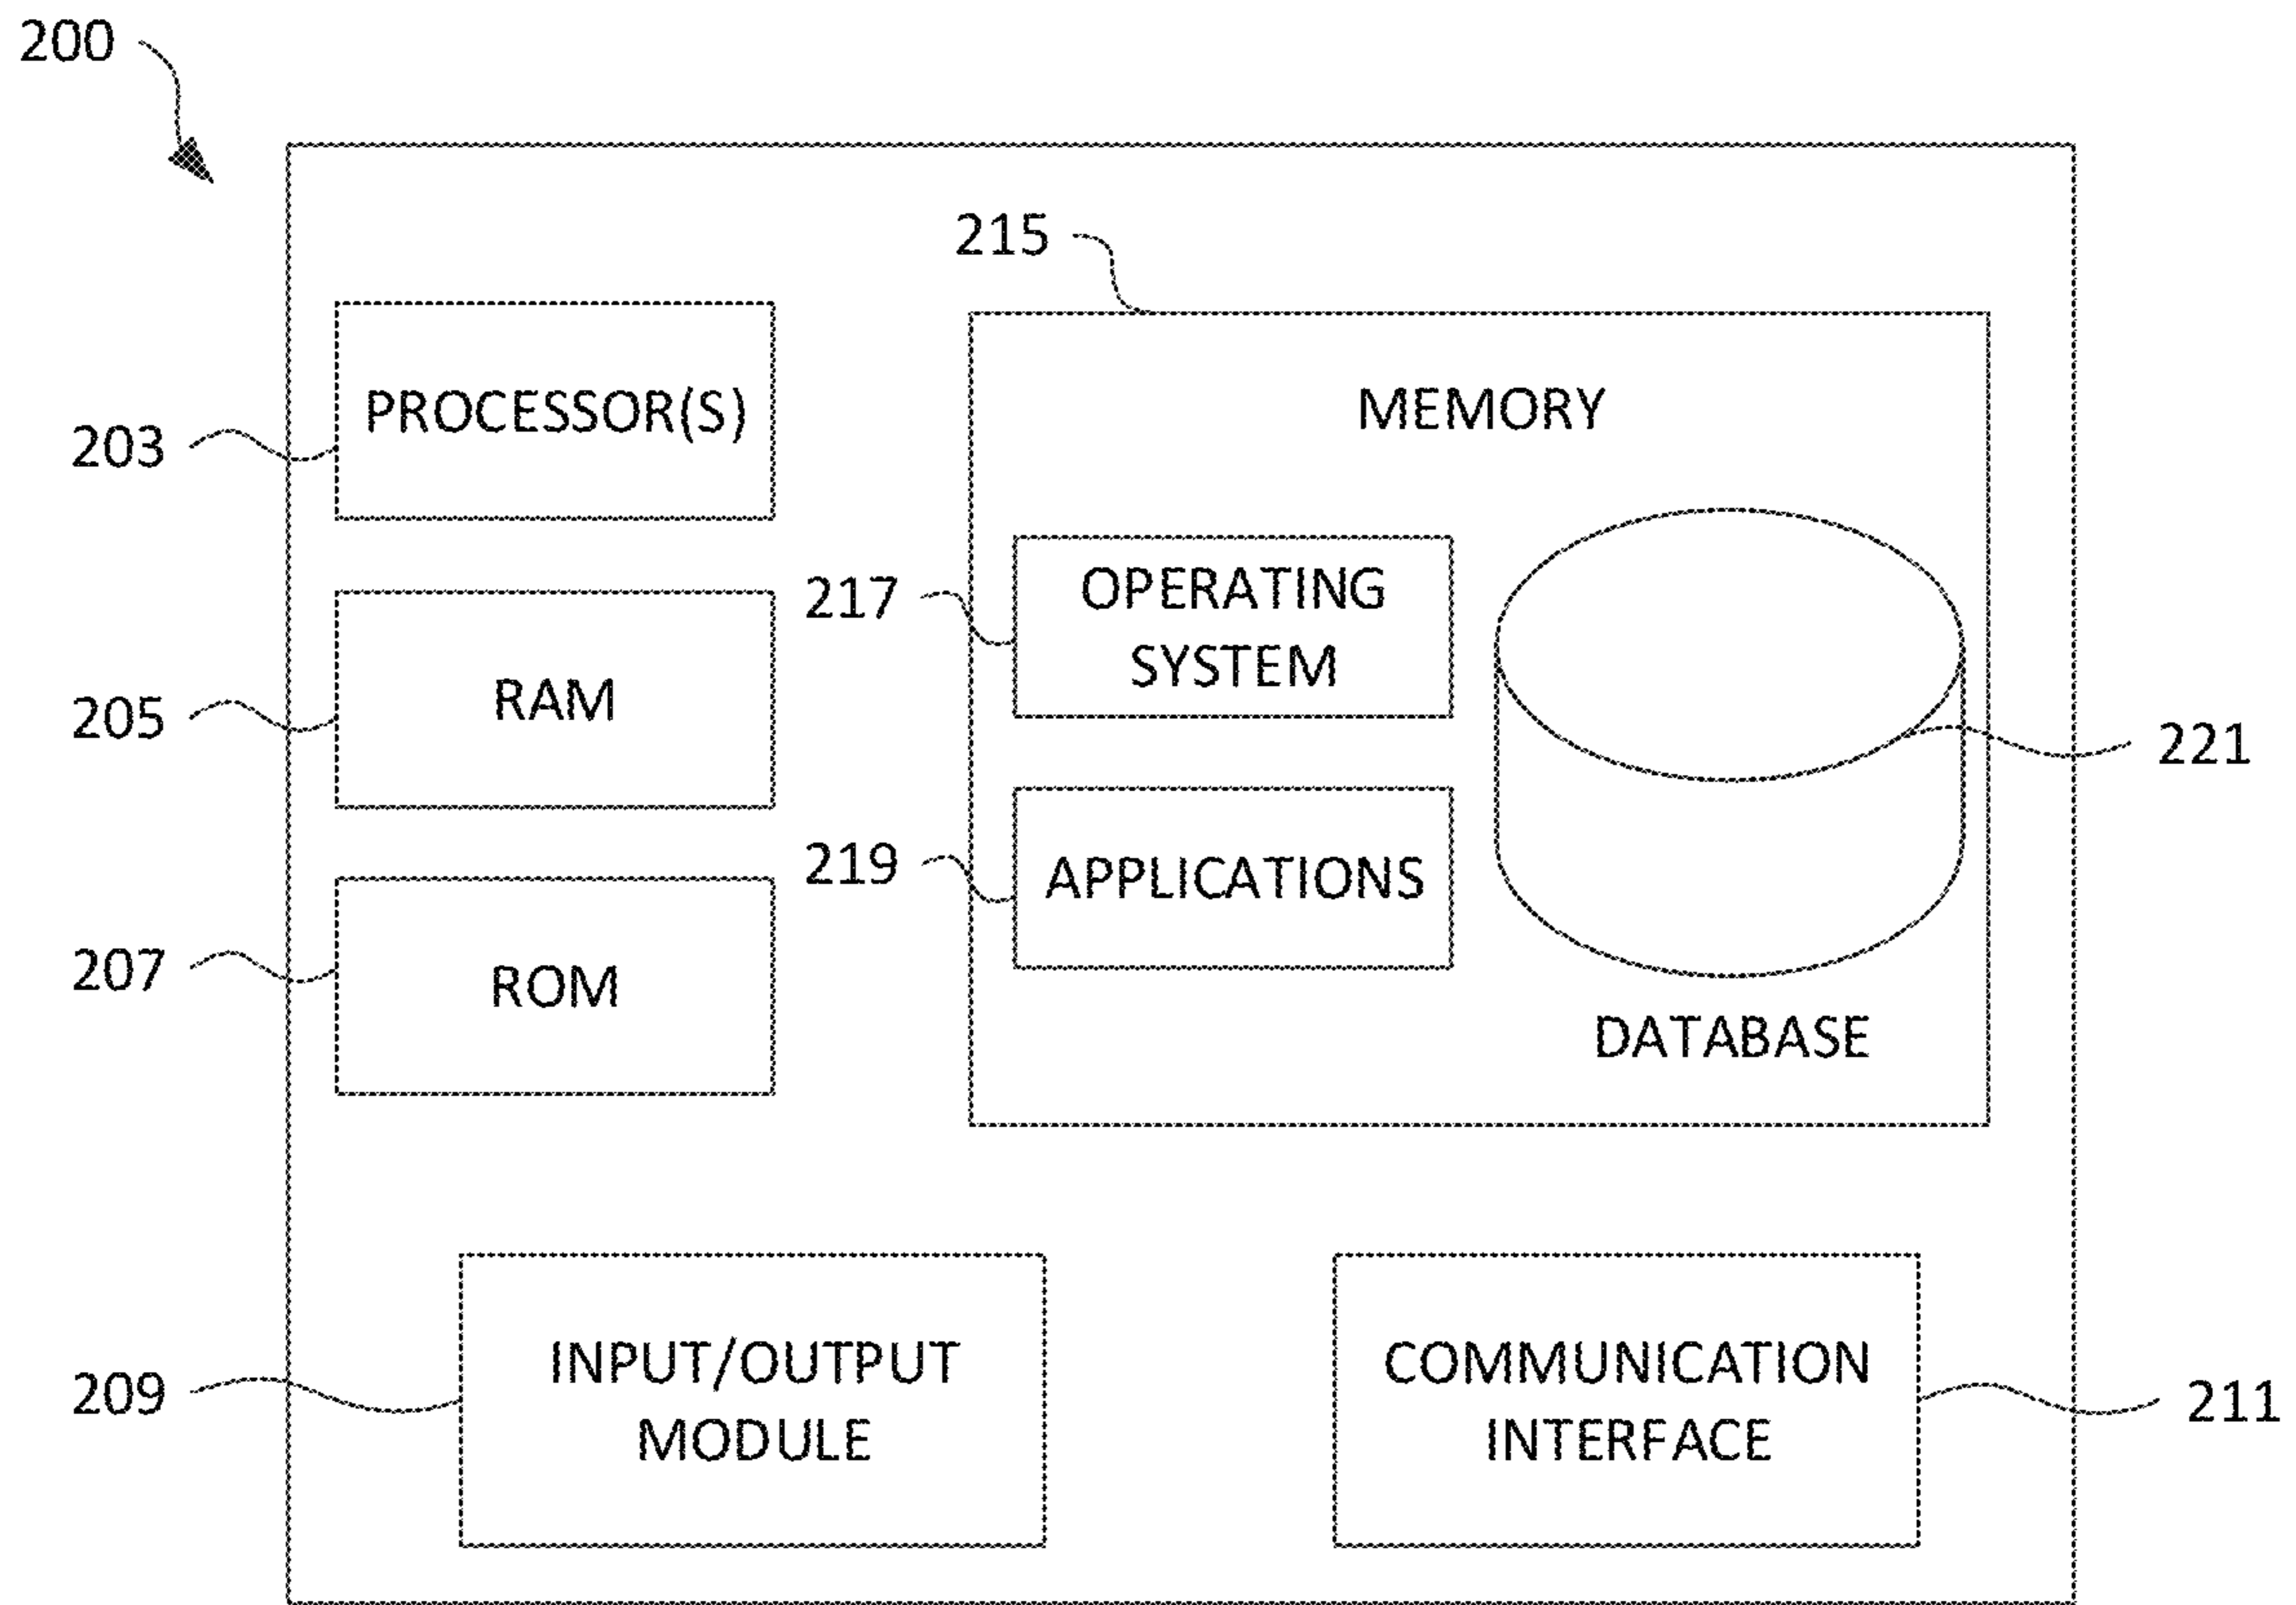 200
215
PROCESSOR(S)
203
MEMORY
217
OPERATING
SYSTEM
205
RAM
221
219
APPLICATIONS
207
ROM
DATABASE
209
INPUT/OUTPUT
MODULE
COMMUNICATION
INTERFACE
211